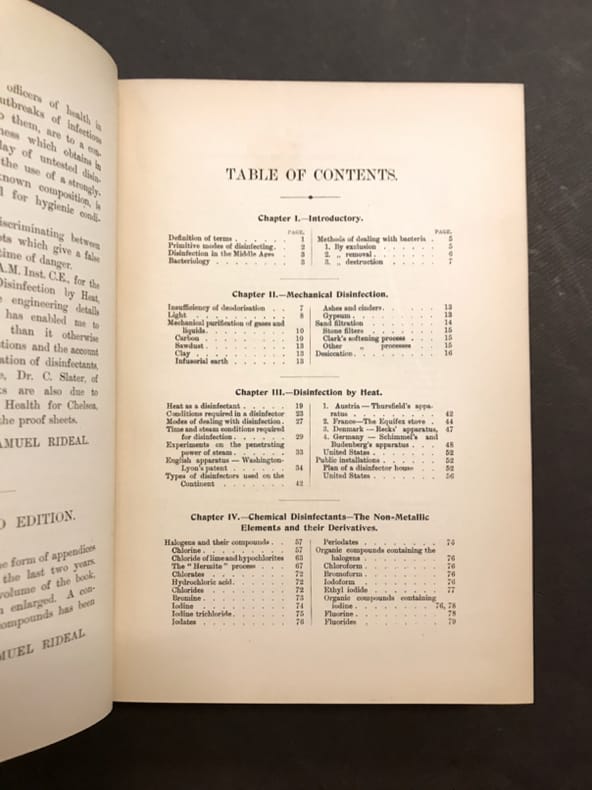 officers of health in
utbreaks of infectious
them, are to a
ness which obtains in
lay of untested
the use of a strongly
nown composition, is
for hygienic
scriminating between
ts which give a false
time of danger.
A.M. Inst. C.E., for the
Disinfection by Heat,
engineering details
has enabled me to
than it otherwise
tions and the account
ation of disinfectants,
Dr. C. Slater, of
ks are also due to
Health for Chelsea,
the proof sheets.
AMUEL RIDEAL.
D EDITION.
e form of appendices
the last two years.
volume of the book,
enlarged. A con-
ompounds has been
MUEL RIDEAL.
TABLE OF CONTENTS.
Chapter I.—Introductory.
PAGE.
Definition of terms . . . . . . 1
Primitive modes of disinfecting . . 2
Disinfection in the Middle Ages . . 3
Bacteriology . . . . . . . 3
PAGE.
Methods of dealing with bacteria . 5
1. By exclusion . . . . . . 5
2. „ removal . . . . . . 6
3. „ destruction . . . . . 7
Chapter II.—Mechanical Disinfection.
Insufficiency of deodorisation . . 7
Light . . . . . . . . . 8
Mechanical purification of gases and
liquids . . . . . . . . 10
Carbon . . . . . . . . 10
Sawdust . . . . . . . . 13
Clay . . . . . . . . . 13
Infusorial earth . . . . . . 13
Ashes and cinders . . . . . . 13
Gypsum . . . . . . . . . 13
Sand filtration . . . . . . . 14
Stone filters . . . . . . . 15
Clark's softening process . . . 15
Other „ processes . . . 15
Desiccation . . . . . . . . 16
Chapter III.—Disinfection by Heat.
Heat as a disinfectant . . . . . 19
Conditions required in a disinfector 23
Modes of dealing with disinfection . 27
Time and steam conditions required
for disinfection . . . . . . 29
Experiments on the penetrating
power of steam . . . . . . 33
English apparatus — Washington-
Lyon's patent . . . . . . 34
Types of disinfectors used on the
Continent . . . . . . . 42
1. Austria — Thursfield's appa-
ratus . . . . . . . . 42
2. France—The Equifex stove . 44
3. Denmark — Recks' apparatus, 47
4. Germany — Schimmel's and
Budenberg's apparatus . . . 48
United States . . . . . . . 52
Public installations . . . . . . 52
Plan of a disinfector house . . 52
United States . . . . . . . 56
Chapter IV.—Chemical Disinfectants—The Non-Metallic
Elements and their Derivatives.
Halogens and their compounds . . 57
Chlorine . . . . . . . . 57
Chloride of lime and hypochlorites 63
The "Hermite" process . . . . 67
Chlorates . . . . . . . . 72
Hydrochloric acid . . . . . . 72
Chlorides . . . . . . . . 72
Bromine . . . . . . . . . 73
Iodine . . . . . . . . . 74
Iodine trichloride . . . . . . 75
Iodates . . . . . . . . . 76
Periodates . . . . . . . . 75
Organic compounds containing the
halogens . . . . . . . . 76
Chloroform . . . . . . . . 76
Bromoform . . . . . . . . 76
Iodoform . . . . . . . . 76
Ethyl iodide . . . . . . . 77
Organic compounds containing
iodine . . . . . . . 76, 78
Fluorine . . . . . . . . . 78
Fluorides . . . . . . . . 79